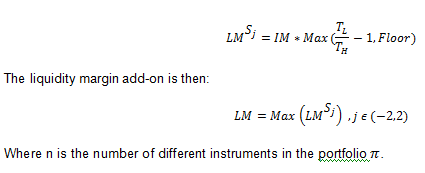 LM^{S_j} = IM * Max (T_L/T_H − 1, Floor)
The liquidity margin add-on is then:
LM = Max (LM^{S_j}) , j ϵ (−2,2)
Where n is the number of different instruments in the portfolio π.